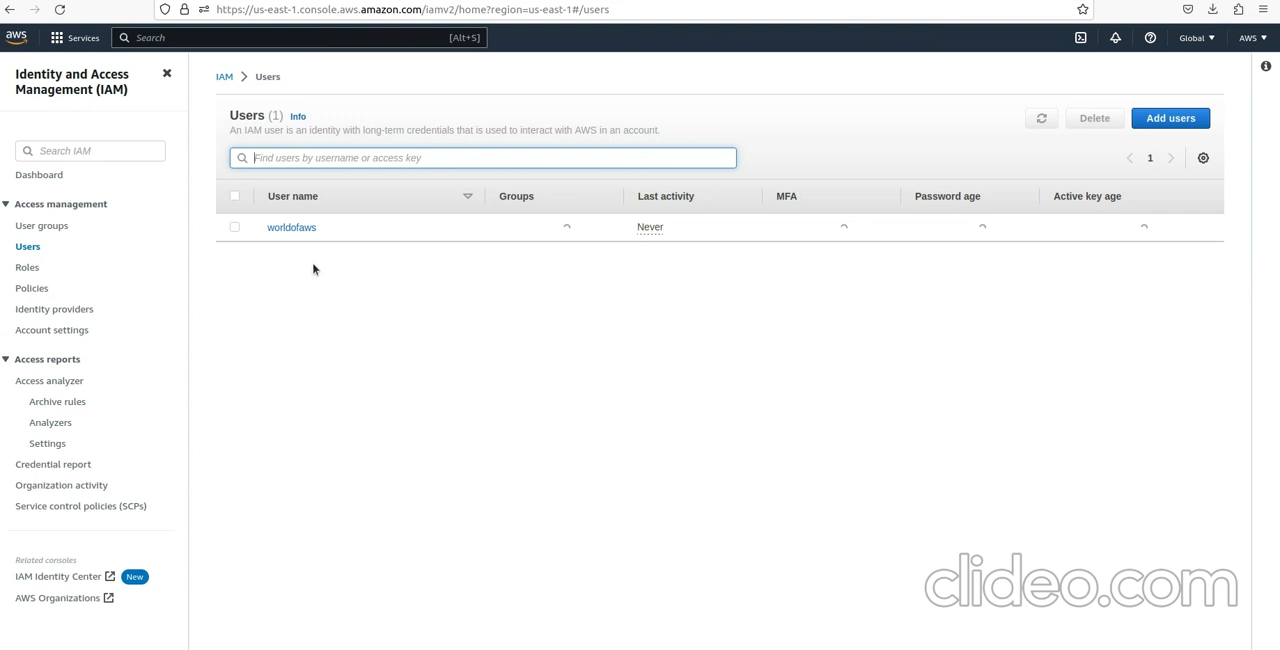 https://us-east-1.console.aws.amazon.com/iamv2/home?region=us-east-1#/users
aws Services Search [Alt+S] Global AWS
Identity and Access
Management (IAM)
Search IAM
Dashboard
Access management
User groups
Users
Roles
Policies
Identity providers
Account settings
Access reports
Access analyzer
Archive rules
Analyzers
Settings
Credential report
Organization activity
Service control policies (SCPs)
Related consoles
IAM Identity Center New
AWS Organizations
IAM > Users
Users (1) Info
An IAM user is an identity with long-term credentials that is used to interact with AWS in an account.
Delete Add users
Find users by username or access key
1
User name Groups Last activity MFA Password age Active key age
worldofaws Never
clideo.com